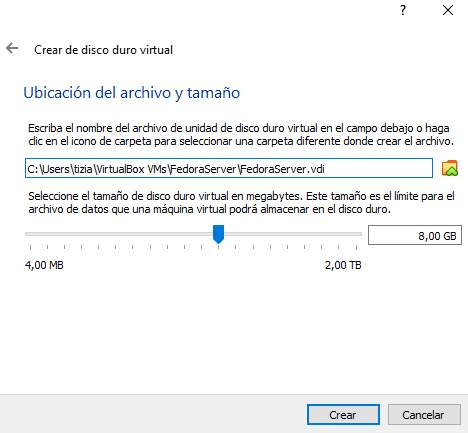 ?
Crear de disco duro virtual
Ubicación del archivo y tamaño
Escriba el nombre del archivo de unidad de disco duro virtual en el campo debajo o haga
clic en el icono de carpeta para seleccionar una carpeta diferente donde crear el archivo.
C:\Users\tizia\VirtualBox VMs\FedoraServer\FedoraServer.vdi
Seleccione el tamaño de disco duro virtual en megabytes. Este tamaño es el límite para el
archivo de datos que una máquina virtual podrá almacenar en el disco duro.
8,00 GB
4,00 MB
2,00 TB
Crear
Cancelar